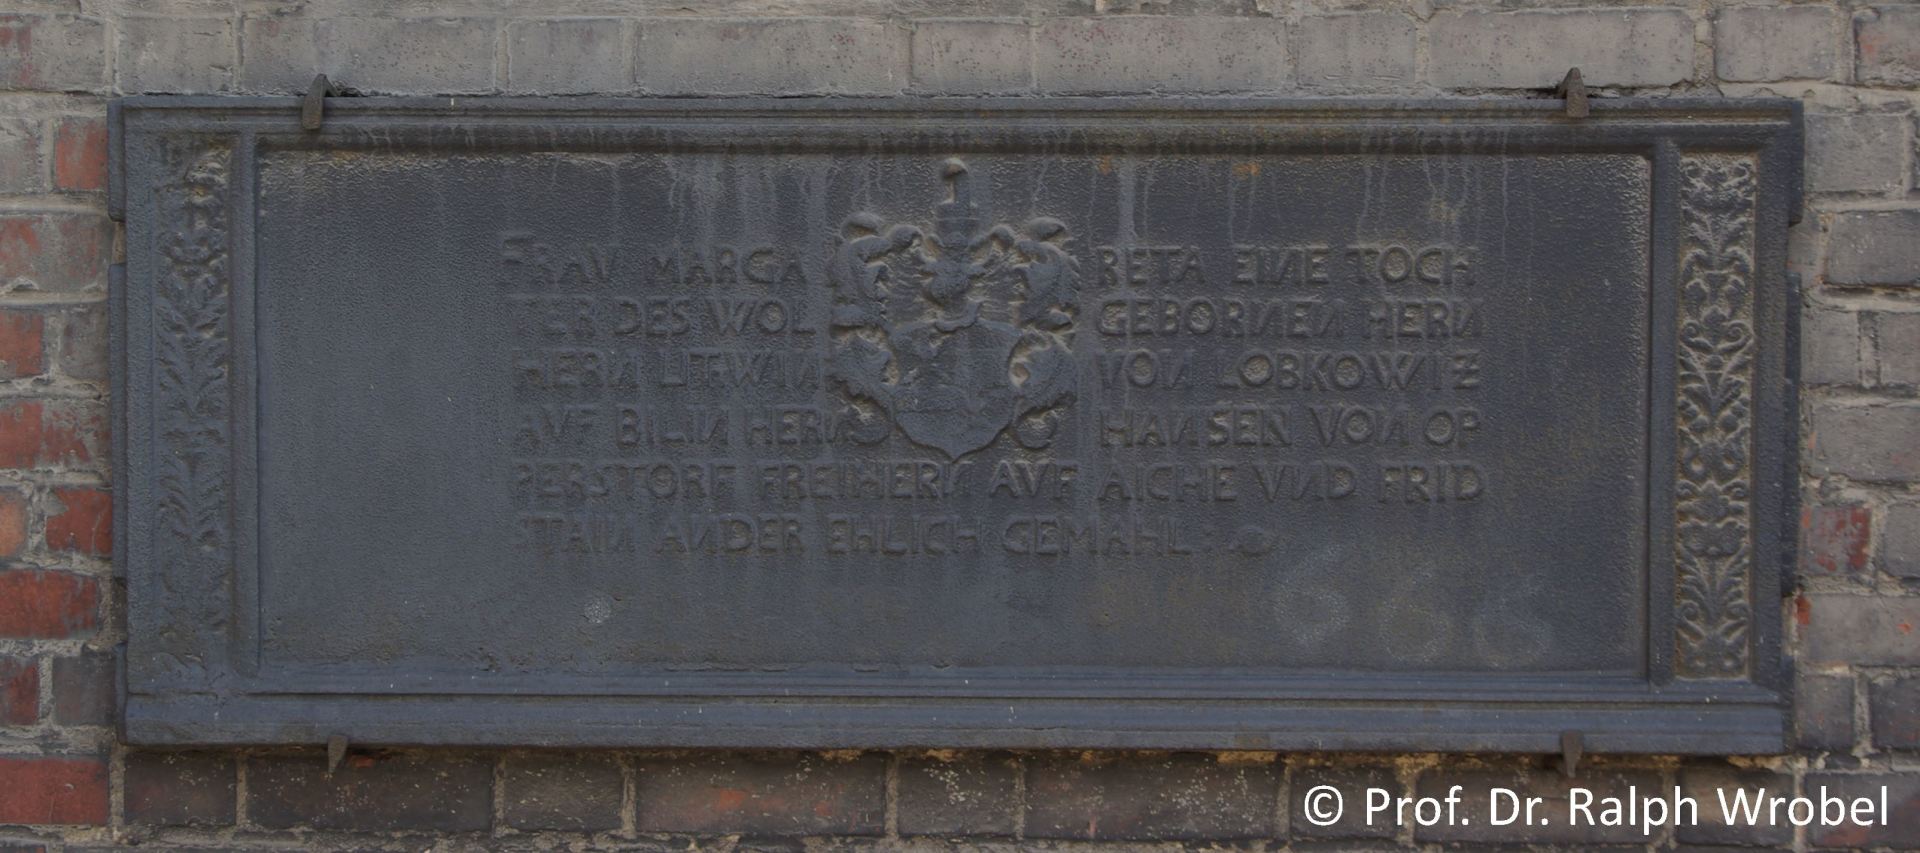 FRAV MARGA RETA EINE TOCH
TER DES WOL GEBORNEN HERN
HERN LITWIN VON LOBKOWITZ
AVF BILIN HERN HANSEN VON OP
PERSTORF FREIHERN AVF AICHE VND FRID
STAIN ANDER EHLICH GEMAHL:
666
© Prof. Dr. Ralph Wrobel